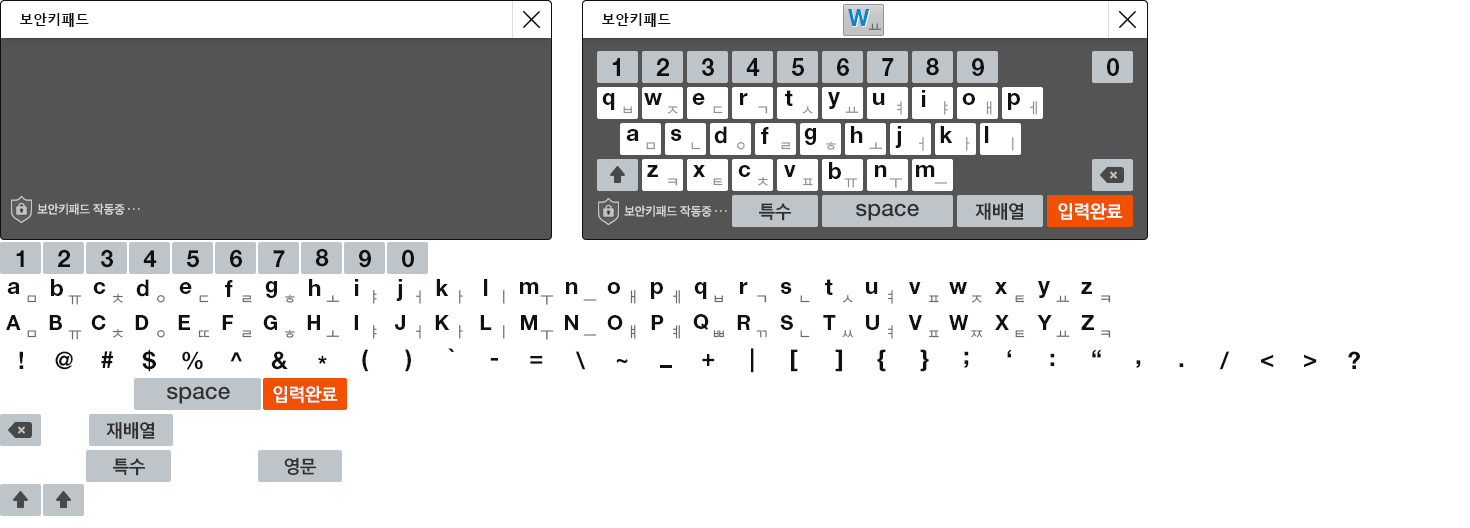 보안키패드
보안키패드 작동중 ···
보안키패드 W ㅛ
1 2 3 4 5 6 7 8 9 0
q ㅂ w ㅈ e ㄷ r ㄱ t ㅅ y ㅛ u ㅕ i ㅑ o ㅐ p ㅔ
a ㅁ s ㄴ d ㅇ f ㄹ g ㅎ h ㅗ j ㅓ k ㅏ l ㅣ
z ㅋ x ㅌ c ㅊ v ㅍ b ㅠ n ㅜ m ㅡ
보안키패드 작동중 ··· 특수 space 재배열 입력완료
1 2 3 4 5 6 7 8 9 0
a ㅁ b ㅠ c ㅊ d ㅇ e ㄷ f ㄹ g ㅎ h ㅗ i ㅑ j ㅓ k ㅏ l ㅣ m ㅜ n ㅡ o ㅐ p ㅔ q ㅂ r ㄱ s ㄴ t ㅅ u ㅕ v ㅍ w ㅈ x ㅌ y ㅛ z ㅋ
A ㅁ B ㅠ C ㅊ D ㅇ E ㄸ F ㄹ G ㅎ H ㅗ I ㅑ J ㅓ K ㅏ L ㅣ M ㅜ N ㅡ O ㅒ P ㅖ Q ㅃ R ㄲ S ㄴ T ㅆ U ㅕ V ㅍ W ㅉ X ㅌ Y ㅛ Z ㅋ
! @ # $ % ^ & * ( ) ` - = \ ~ _ + | [ ] { } ; ‘ : “ , . / < > ?
space 입력완료
재배열
특수 영문